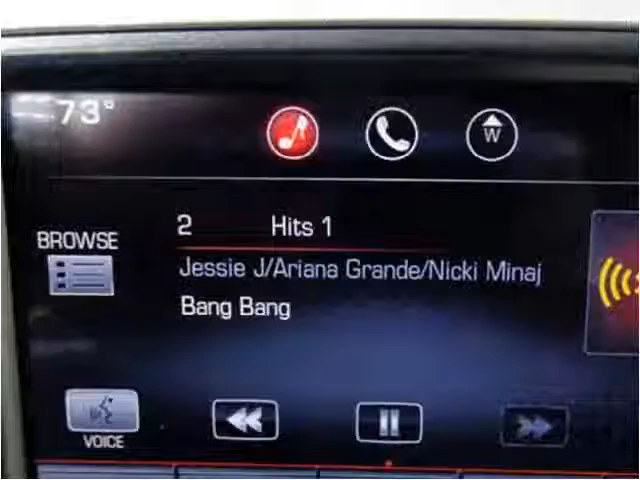 73°
W
2 Hits 1
BROWSE
Jessie J/Ariana Grande/Nicki Minaj
Bang Bang
VOICE